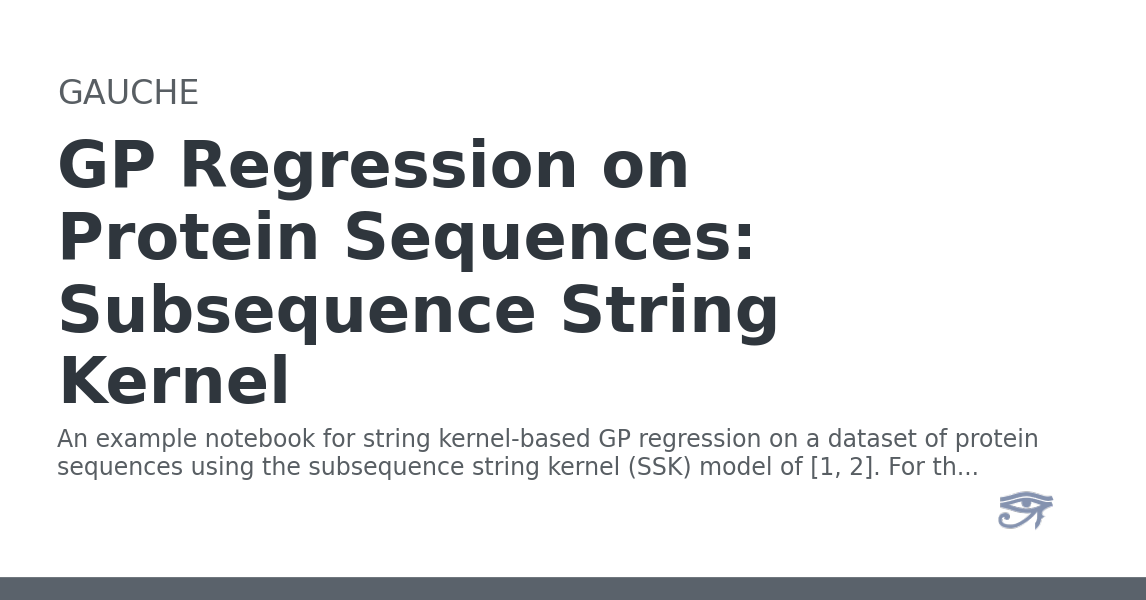 GAUCHE
GP Regression on
Protein Sequences:
Subsequence String
Kernel
An example notebook for string kernel-based GP regression on a dataset of protein
sequences using the subsequence string kernel (SSK) model of [1, 2]. For th...